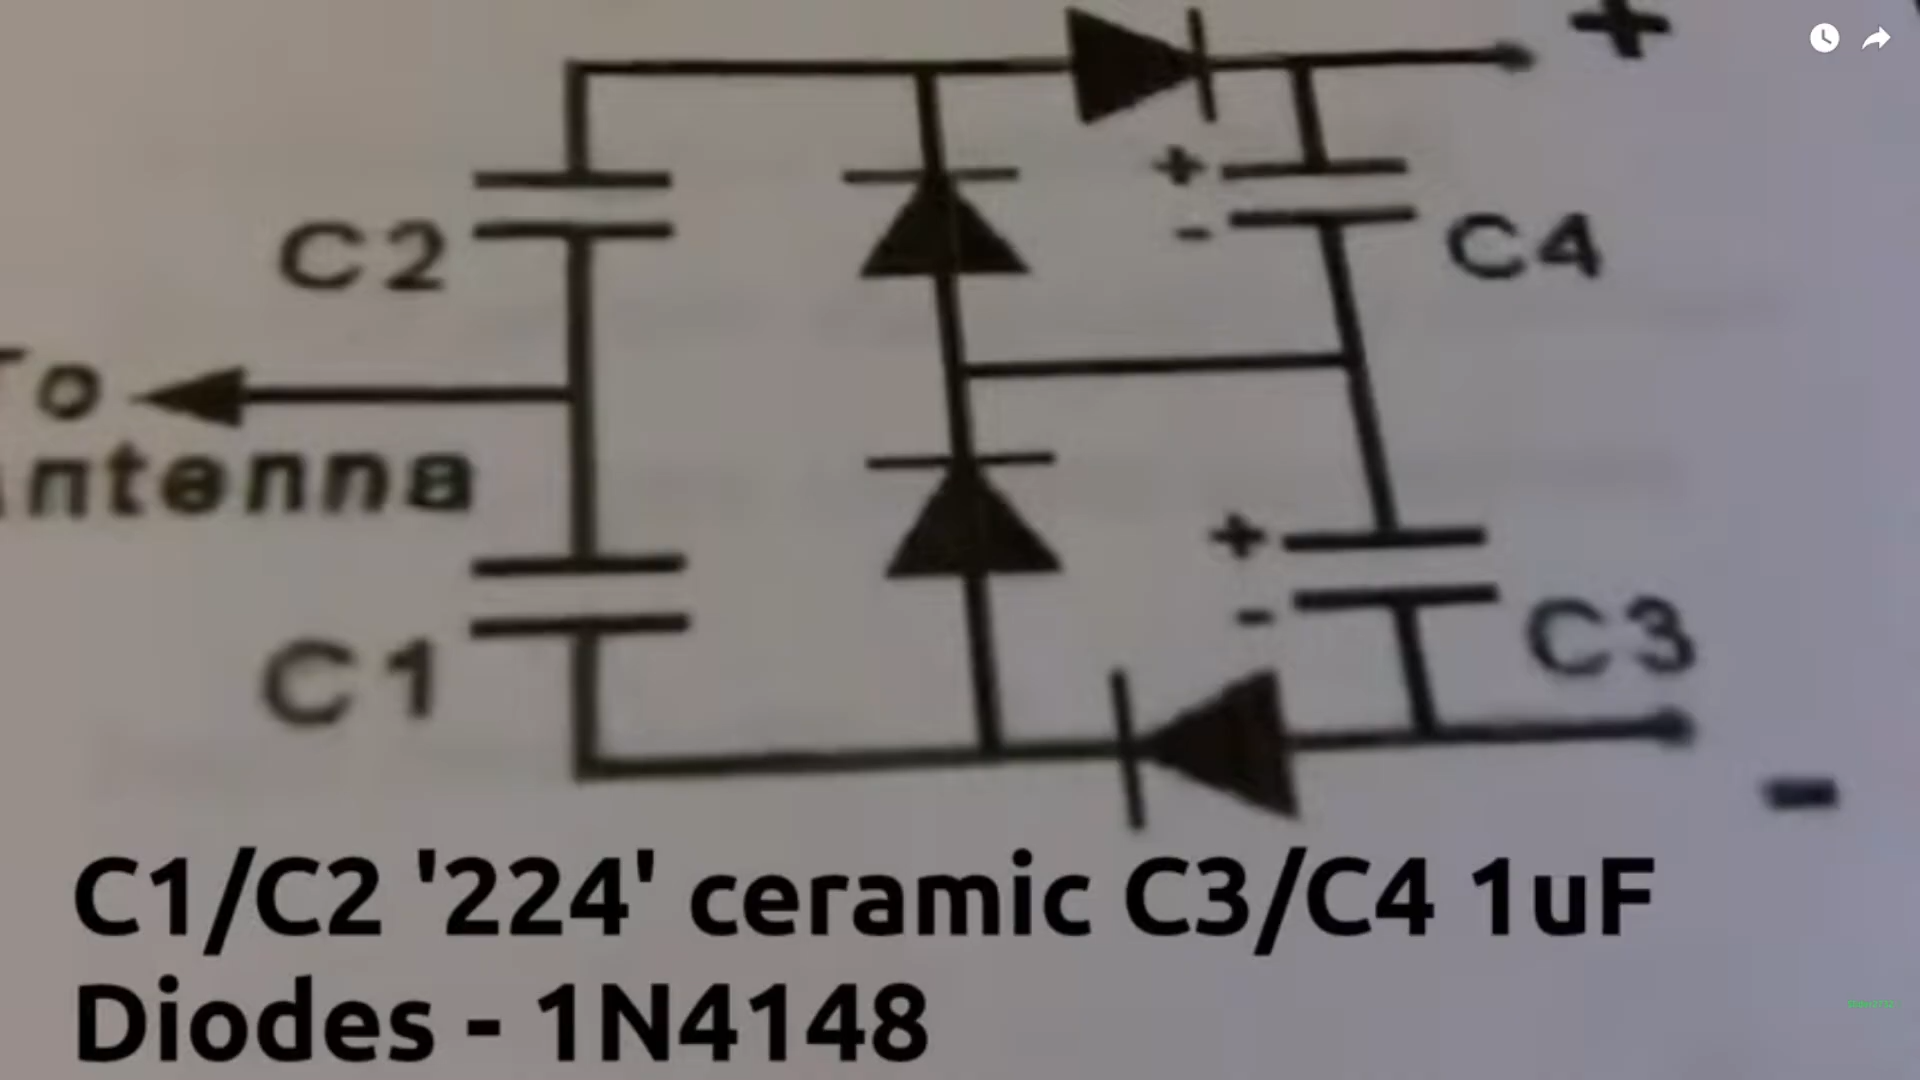 +
+
-
C2
C4
To
ntenna
+
-
C3
C1
-
C1/C2 '224' ceramic C3/C4 1uF
Diodes - 1N4148